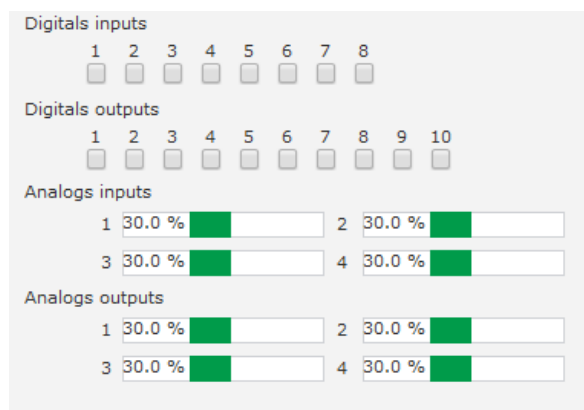 Digitals inputs
1 2 3 4 5 6 7 8
Digitals outputs
1 2 3 4 5 6 7 8 9 10
Analogs inputs
1 30.0 % 2 30.0 %
3 30.0 % 4 30.0 %
Analogs outputs
1 30.0 % 2 30.0 %
3 30.0 % 4 30.0 %